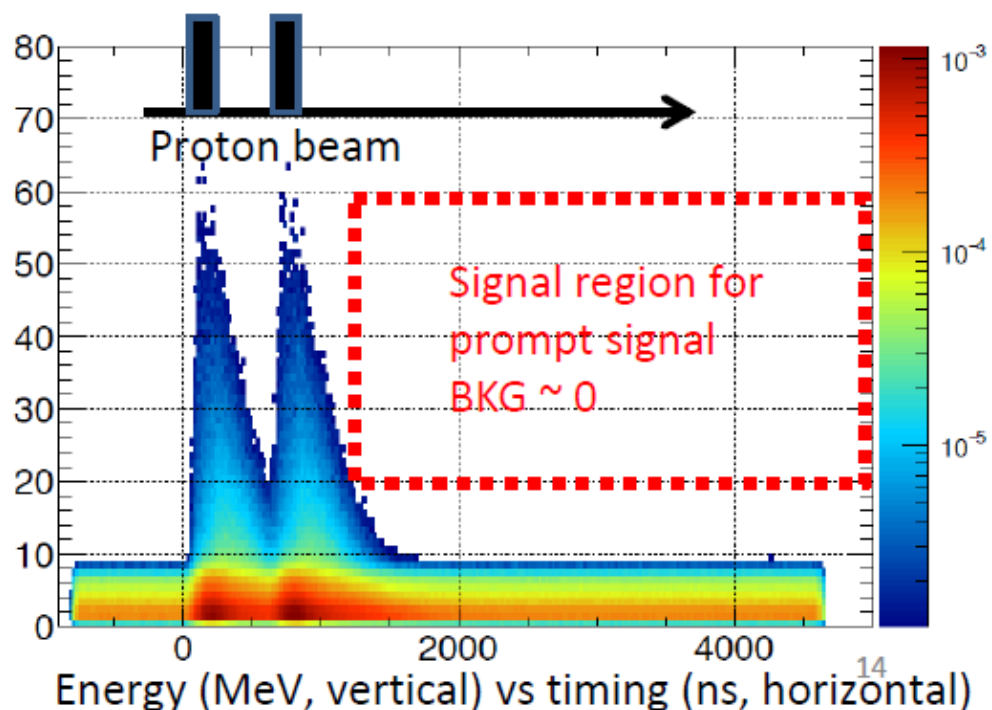 80
70
60
50
40
30
20
10
0
Proton beam
Signal region for
prompt signal
BKG ~ 0
10⁻³
10⁻⁴
10⁻⁵
0 2000 4000
14
Energy (MeV, vertical) vs timing (ns, horizontal)